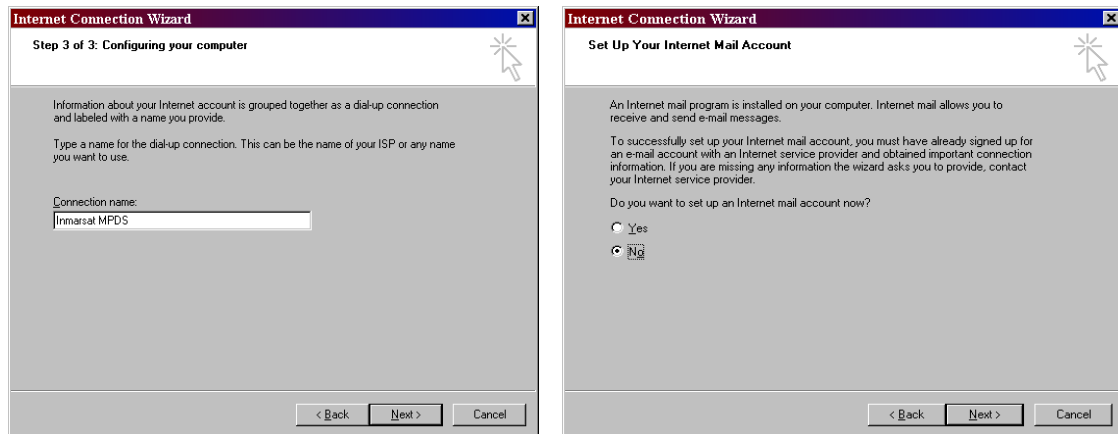 Internet Connection Wizard
Step 3 of 3: Configuring your computer
Information about your Internet account is grouped together as a dial-up connection
and labeled with a name you provide.
Type a name for the dial-up connection. This can be the name of your ISP or any name
you want to use.
Connection name:
Inmarsat MPDS
< Back
Next >
Cancel
Internet Connection Wizard
Set Up Your Internet Mail Account
An Internet mail program is installed on your computer. Internet mail allows you to
receive and send e-mail messages.
To successfully set up your Internet mail account, you must have already signed up for
an e-mail account with an Internet service provider and obtained important connection
information. If you are missing any information the wizard asks you to provide, contact
your Internet service provider.
Do you want to set up an Internet mail account now?
Yes
No
< Back
Next >
Cancel